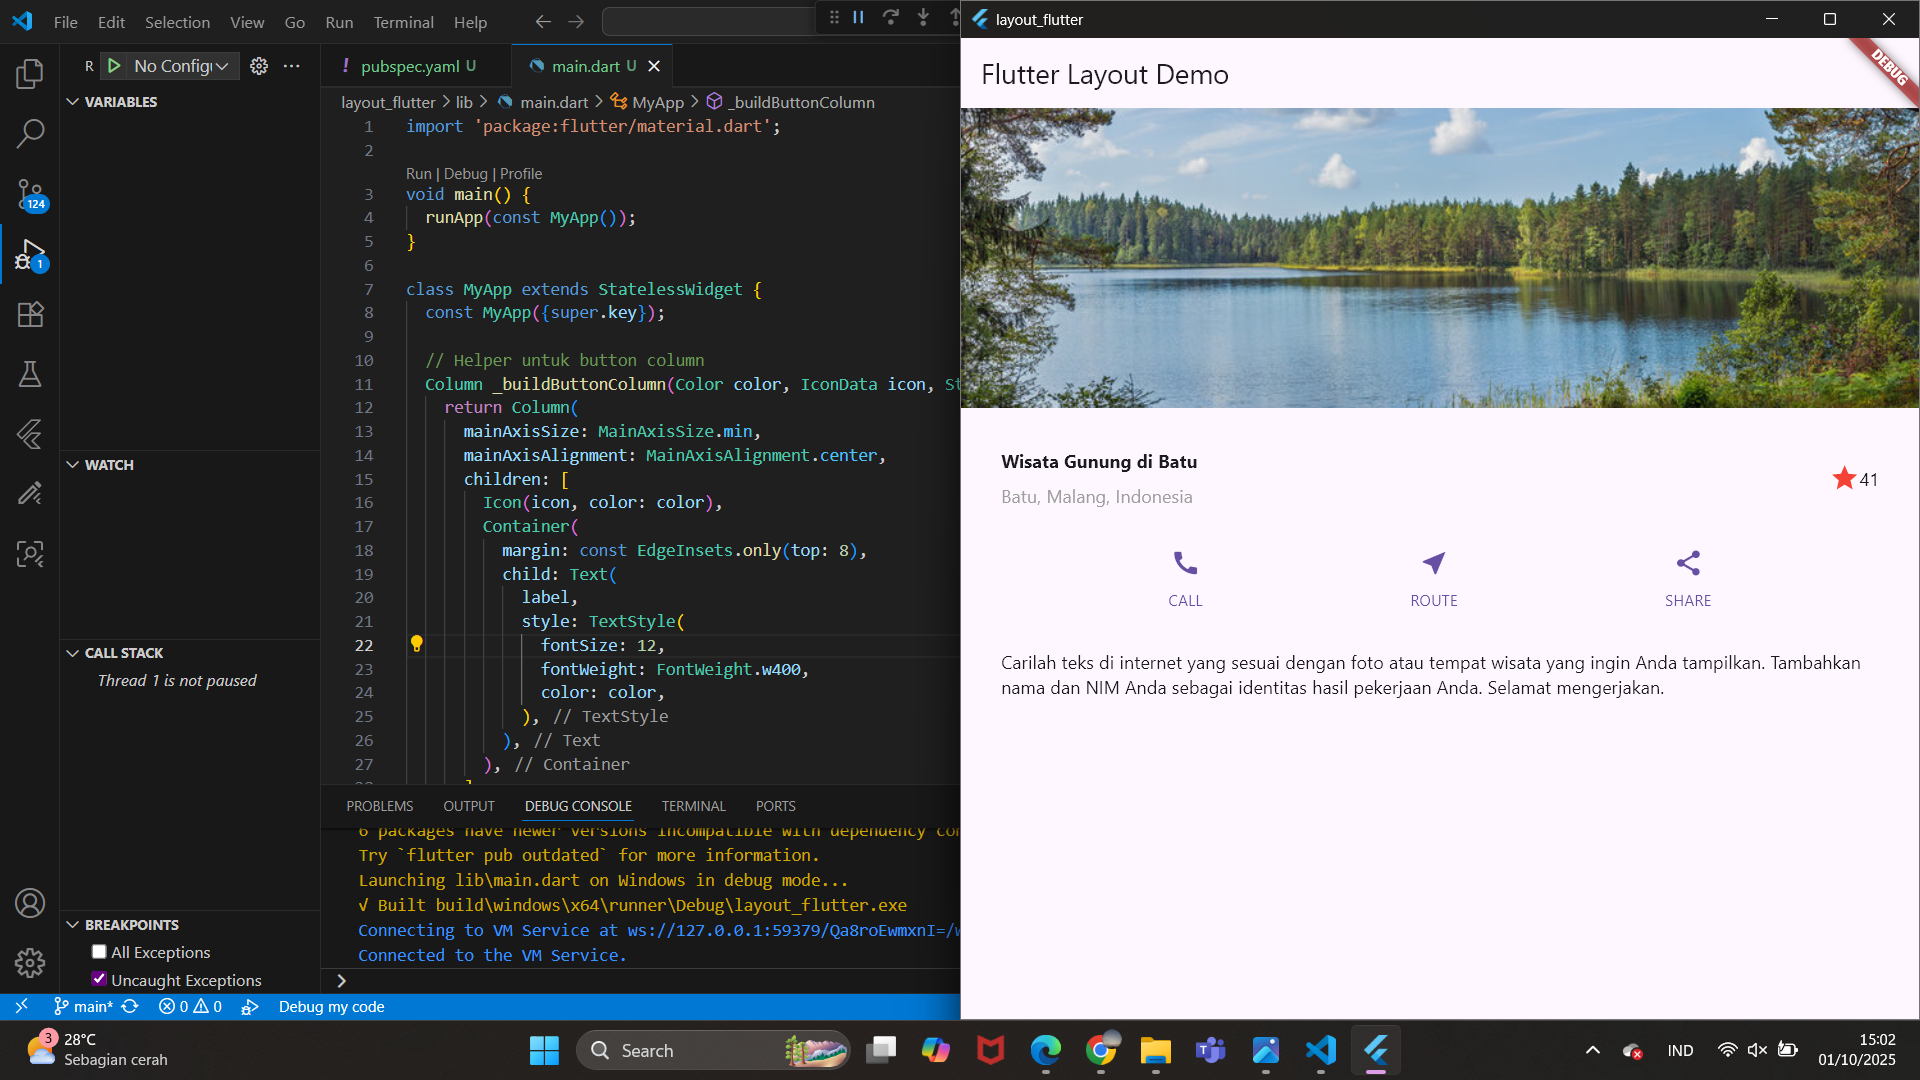 File Edit Selection View Go Run Terminal Help
layout_flutter
R No Config
VARIABLES
WATCH
CALL STACK
Thread 1 is not paused
BREAKPOINTS
All Exceptions
Uncaught Exceptions
124
1
! pubspec.yaml U
main.dart U
layout_flutter > lib > main.dart > MyApp > _buildButtonColumn
1 import 'package:flutter/material.dart';
2
Run | Debug | Profile
3 void main() {
4 runApp(const MyApp());
5 }
6
7 class MyApp extends StatelessWidget {
8 const MyApp({super.key});
9
10 // Helper untuk button column
11 Column _buildButtonColumn(Color color, IconData icon, St
12 return Column(
13 mainAxisSize: MainAxisSize.min,
14 mainAxisAlignment: MainAxisAlignment.center,
15 children: [
16 Icon(icon, color: color),
17 Container(
18 margin: const EdgeInsets.only(top: 8),
19 child: Text(
20 label,
21 style: TextStyle(
22 fontSize: 12,
23 fontWeight: FontWeight.w400,
24 color: color,
25 ), // TextStyle
26 ), // Text
27 ), // Container
PROBLEMS OUTPUT DEBUG CONSOLE TERMINAL PORTS
6 packages have newer versions incompatible with dependency con
Try `flutter pub outdated` for more information.
Launching lib\main.dart on Windows in debug mode...
√ Built build\windows\x64\runner\Debug\layout_flutter.exe
Connecting to VM Service at ws://127.0.0.1:59379/Qa8roEwmxnI=/w
Connected to the VM Service.
main* 0 0 Debug my code
Flutter Layout Demo
DEBUG
Wisata Gunung di Batu
Batu, Malang, Indonesia
41
CALL ROUTE SHARE
Carilah teks di internet yang sesuai dengan foto atau tempat wisata yang ingin Anda tampilkan. Tambahkan
nama dan NIM Anda sebagai identitas hasil pekerjaan Anda. Selamat mengerjakan.
3
28°C
Sebagian cerah
Search
IND
15:02
01/10/2025